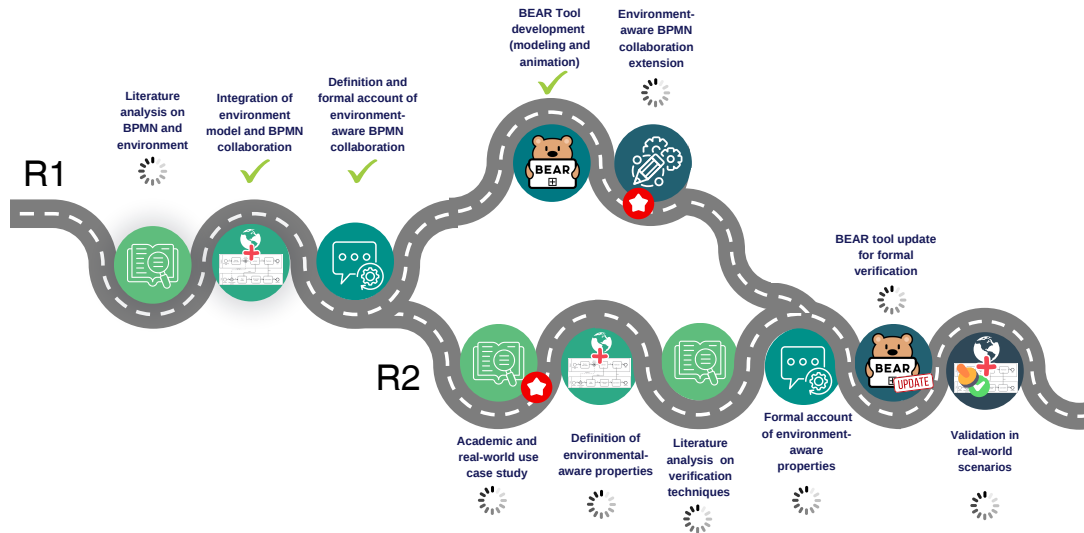 BEAR Tool
development
(modeling and
animation)
Environment-
aware BPMN
collaboration
extension
Literature
analysis on
BPMN and
environment
Integration of
environment
model and BPMN
collaboration
Definition and
formal account of
environment-
aware BPMN
collaboration
R1
BEAR
BEAR tool update
for formal
verification
R2
BEAR
UPDATE
Academic and
real-world use
case study
Definition of
environmental-
aware properties
Literature
analysis on
verification
techniques
Formal account
of environment-
aware
properties
Validation in
real-world
scenarios